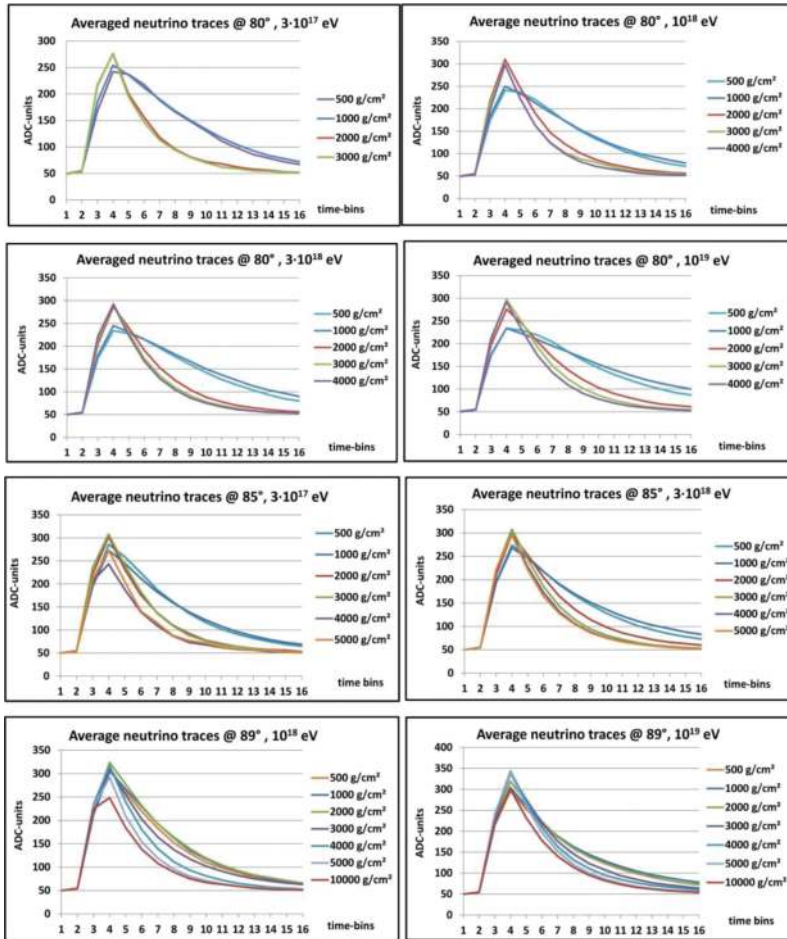 Averaged neutrino traces @ 80° , 3·10¹⁷ eV
ADC-units
300
250
200
150
100
50
0
1 2 3 4 5 6 7 8 9 10 11 12 13 14 15 16
time-bins
500 g/cm²
1000 g/cm²
2000 g/cm²
3000 g/cm²
Averaged neutrino traces @ 80°, 10¹⁸ eV
ADC-units
350
300
250
200
150
100
50
0
1 2 3 4 5 6 7 8 9 10 11 12 13 14 15 16
time-bins
500 g/cm²
1000 g/cm²
2000 g/cm²
3000 g/cm²
4000 g/cm²
Averaged neutrino traces @ 80°, 3·10¹⁸ eV
ADC-units
350
300
250
200
150
100
50
0
1 2 3 4 5 6 7 8 9 10 11 12 13 14 15 16
time-bins
500 g/cm²
1000 g/cm²
2000 g/cm²
3000 g/cm²
4000 g/cm²
Averaged neutrino traces @ 80° , 10¹⁹ eV
ADC-units
350
300
250
200
150
100
50
0
1 2 3 4 5 6 7 8 9 10 11 12 13 14 15 16
time-bins
500 g/cm²
1000 g/cm²
2000 g/cm²
3000 g/cm²
4000 g/cm²
Average neutrino traces @ 85°, 3·10¹⁷ eV
ADC-units
350
300
250
200
150
100
50
0
1 2 3 4 5 6 7 8 9 10 11 12 13 14 15 16
time bins
500 g/cm²
1000 g/cm²
2000 g/cm²
3000 g/cm²
4000 g/cm²
5000 g/cm²
Average neutrino traces @ 85° , 3·10¹⁸ eV
ADC-units
350
300
250
200
150
100
50
0
1 2 3 4 5 6 7 8 9 10 11 12 13 14 15 16
time-bins
500 g/cm²
1000 g/cm²
2000 g/cm²
3000 g/cm²
4000 g/cm²
5000 g/cm²
Average neutrino traces @ 89° , 10¹⁸ eV
ADC-units
350
300
250
200
150
100
50
0
1 2 3 4 5 6 7 8 9 10 11 12 13 14 15 16
time-bins
500 g/cm²
1000 g/cm²
2000 g/cm²
3000 g/cm²
4000 g/cm²
5000 g/cm²
10000 g/cm²
Average neutrino traces @ 89°, 10¹⁹ eV
ADC-units
400
350
300
250
200
150
100
50
0
1 2 3 4 5 6 7 8 9 10 11 12 13 14 15 16
time bins
500 g/cm²
1000 g/cm²
2000 g/cm²
3000 g/cm²
4000 g/cm²
5000 g/cm²
10000 g/cm²